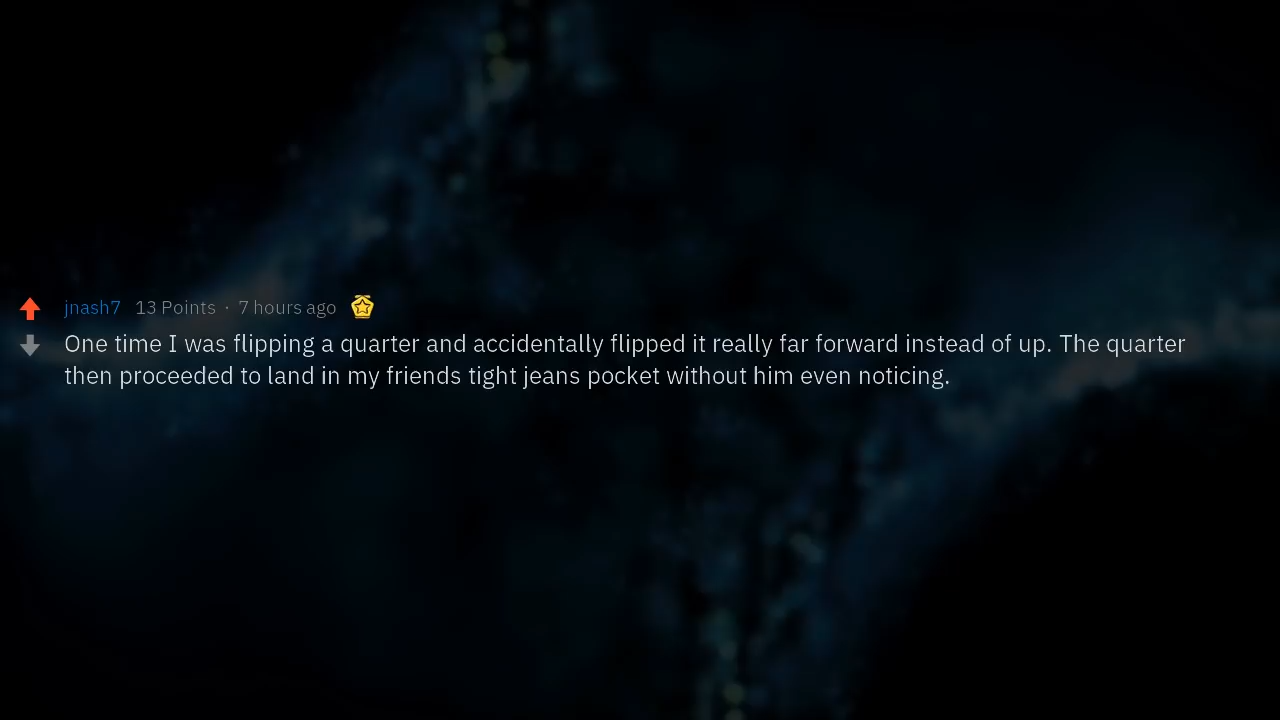 jnash7 13 Points · 7 hours ago
One time I was flipping a quarter and accidentally flipped it really far forward instead of up. The quarter
then proceeded to land in my friends tight jeans pocket without him even noticing.